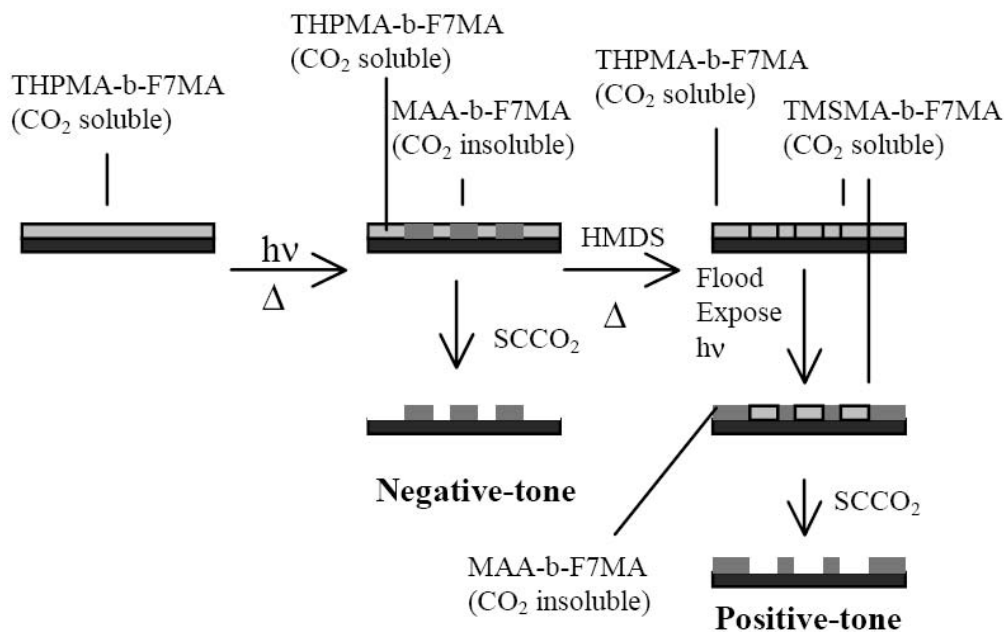 THPMA-b-F7MA
(CO₂ soluble)
THPMA-b-F7MA
(CO₂ soluble)
MAA-b-F7MA
(CO₂ insoluble)
THPMA-b-F7MA
(CO₂ soluble)
TMSMA-b-F7MA
(CO₂ soluble)
hν
Δ
HMDS
Δ
Flood
Expose
hν
SCCO₂
Negative-tone
SCCO₂
MAA-b-F7MA
(CO₂ insoluble)
Positive-tone